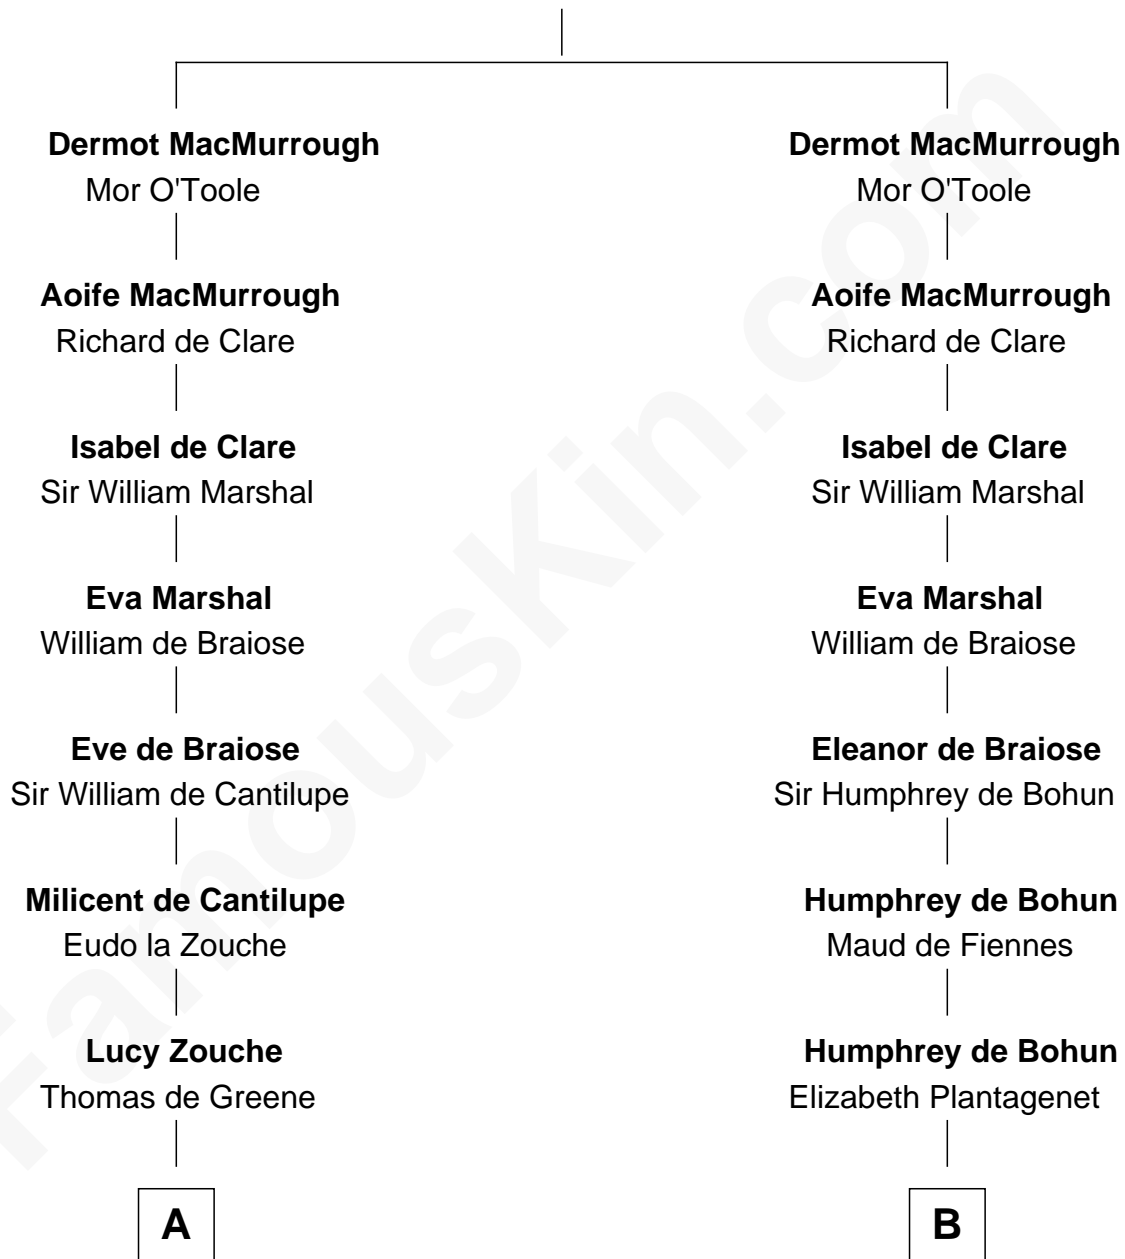 Dermot MacMurrough
Mor O'Toole
Aoife MacMurrough
Richard de Clare
Isabel de Clare
Sir William Marshal
Eva Marshal
William de Braiose
Eve de Braiose
Sir William de Cantilupe
Milicent de Cantilupe
Eudo la Zouche
Lucy Zouche
Thomas de Greene
A
Dermot MacMurrough
Mor O'Toole
Aoife MacMurrough
Richard de Clare
Isabel de Clare
Sir William Marshal
Eva Marshal
William de Braiose
Eleanor de Braiose
Sir Humphrey de Bohun
Humphrey de Bohun
Maud de Fiennes
Humphrey de Bohun
Elizabeth Plantagenet
B
FamousKin.com